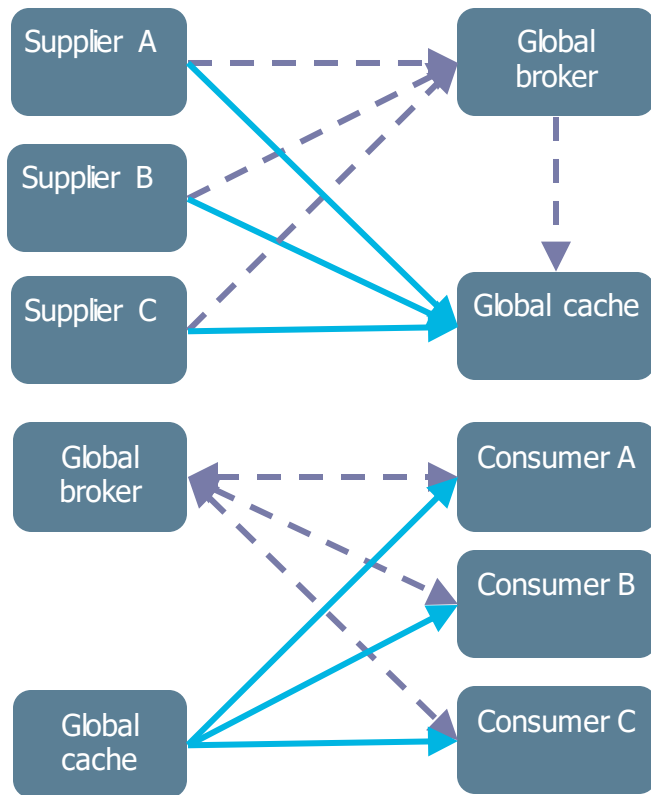 Supplier A
Global
broker
Supplier B
Supplier C
Global cache
Global
broker
Consumer A
Consumer B
Global
cache
Consumer C